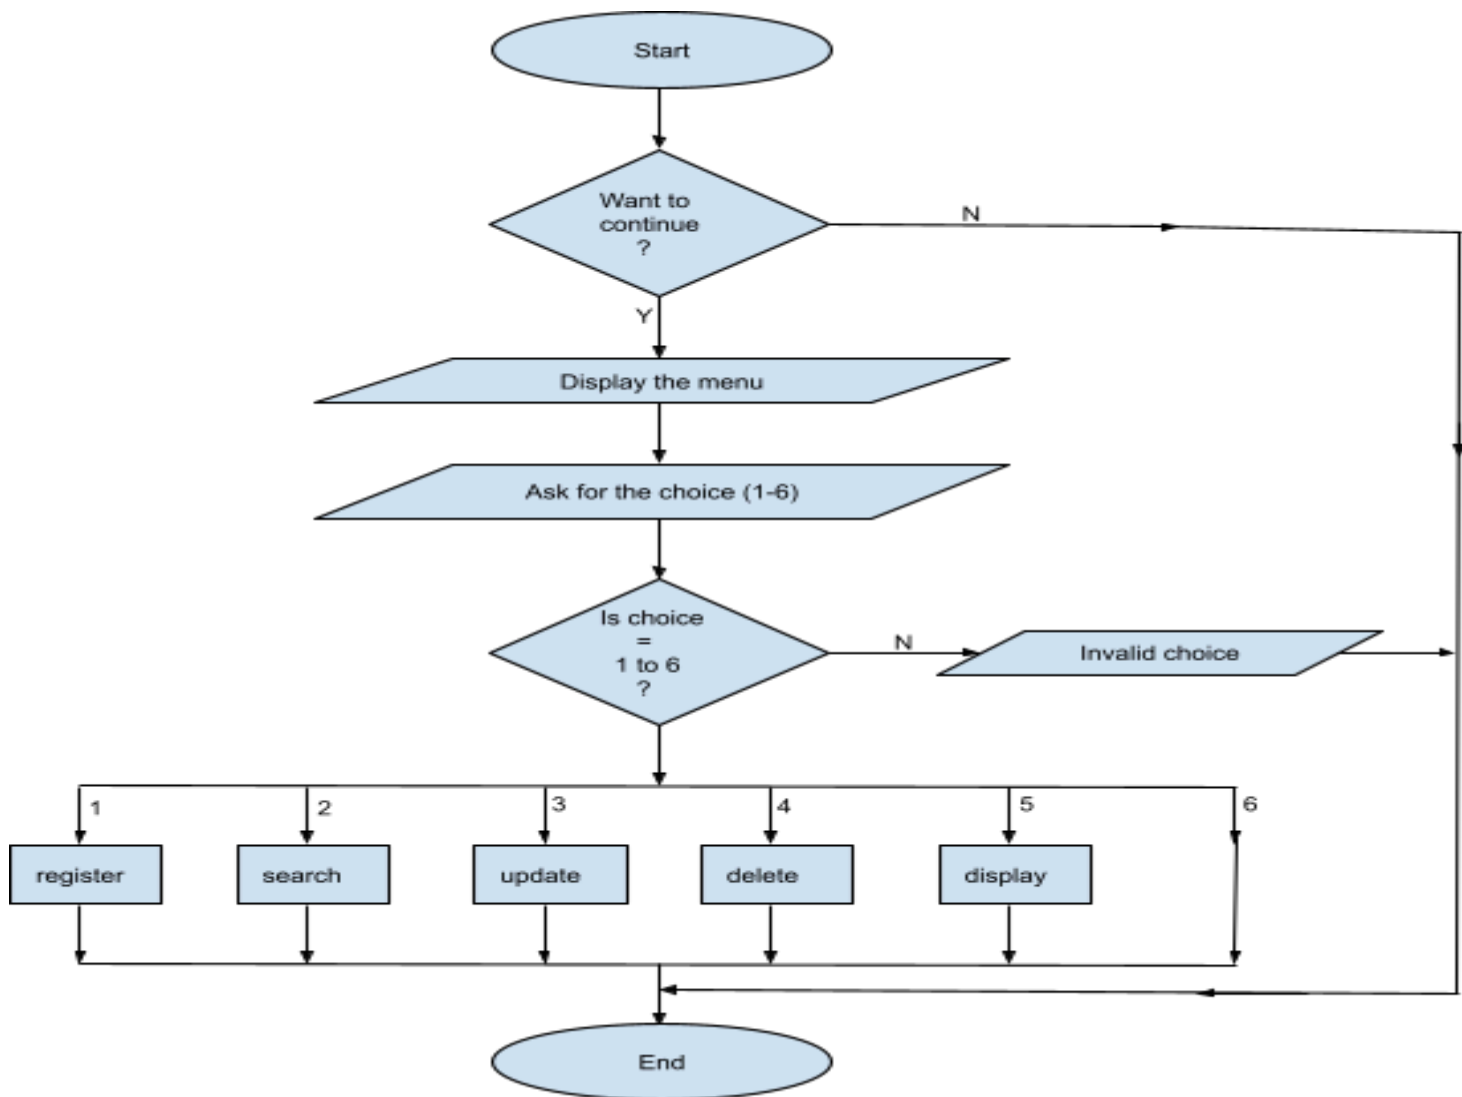 Start
Want to
continue
?
N
Y
Display the menu
Ask for the choice (1-6)
Is choice
=
1 to 6
?
N
Invalid choice
1
2
3
4
5
6
register
search
update
delete
display
End